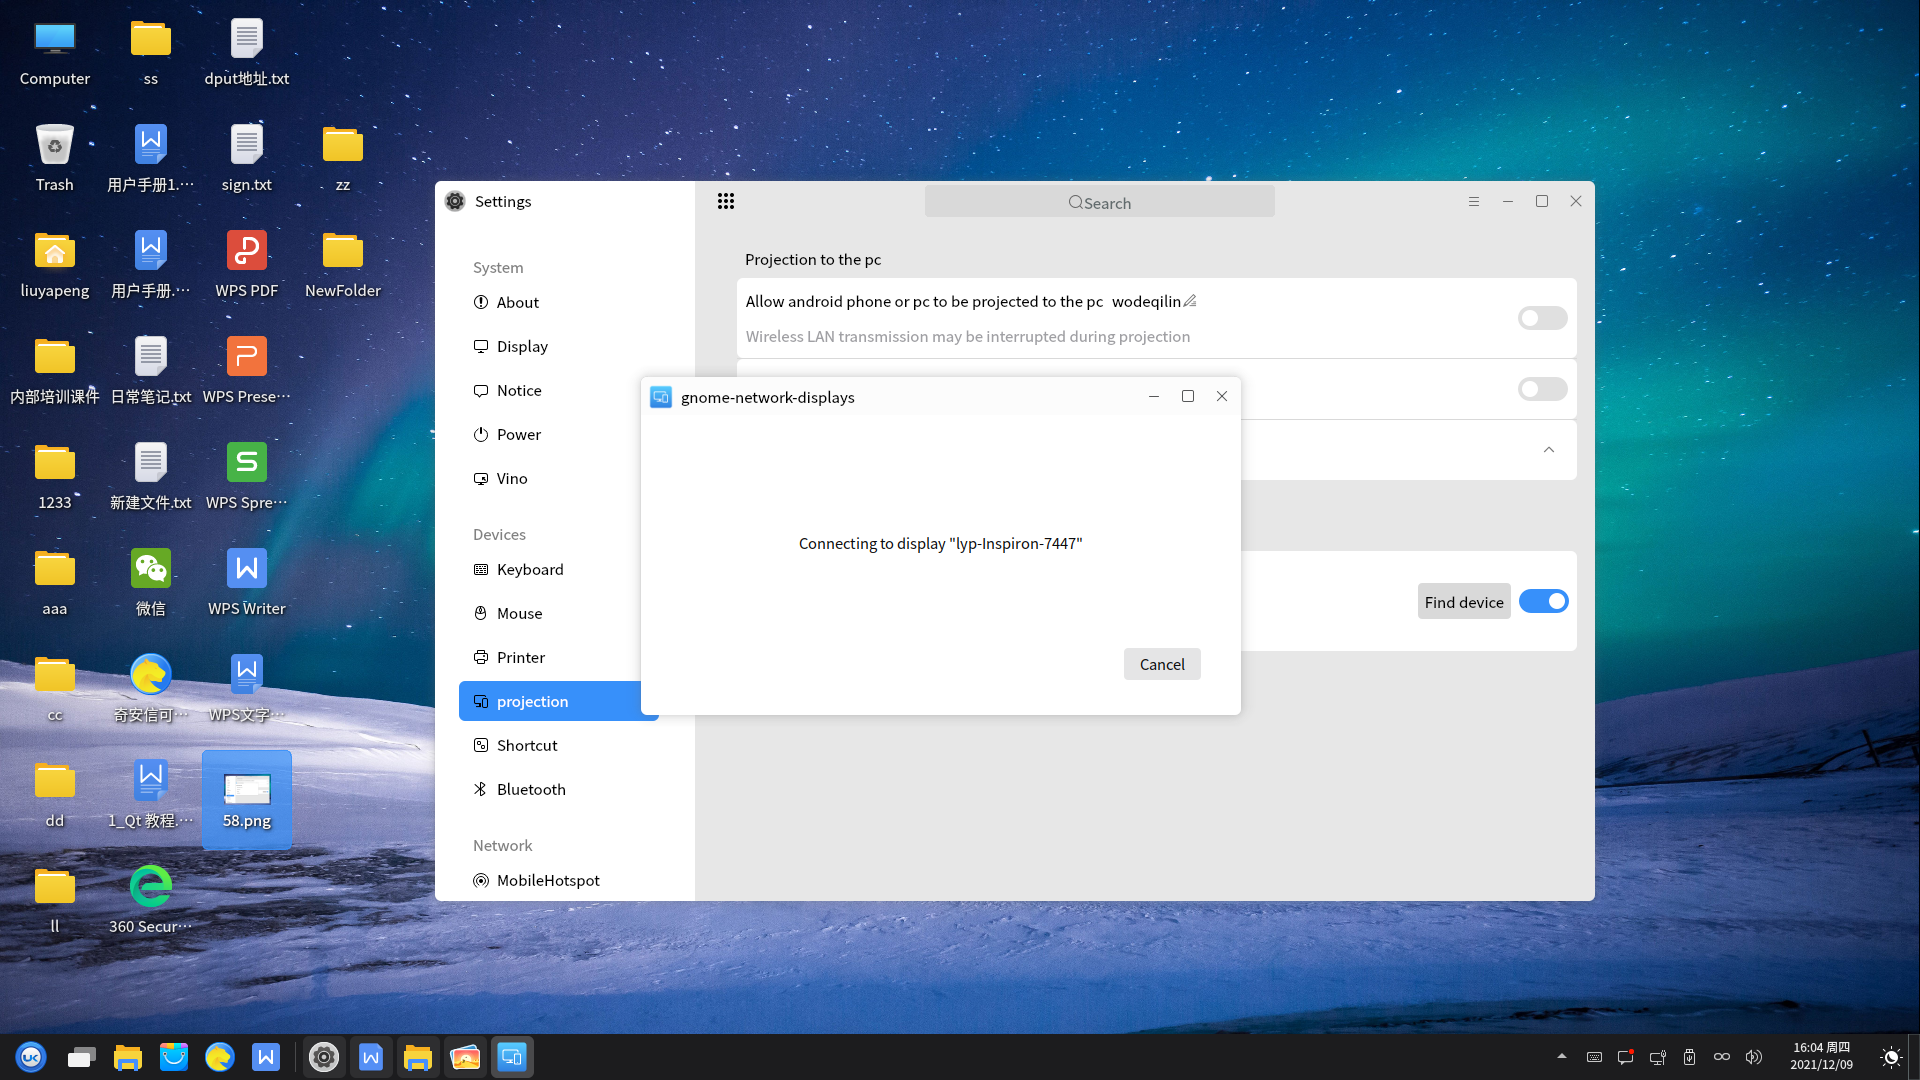 Computer
ss
dput地址.txt
Trash
用户手册1.…
sign.txt
zz
liuyapeng
用户手册.…
WPS PDF
NewFolder
内部培训课件
日常笔记.txt
WPS Prese…
1233
新建文件.txt
WPS Spre…
aaa
微信
WPS Writer
cc
奇安信可…
WPS文字…
dd
1_Qt 教程.…
58.png
ll
360 Secur…
Settings
Search
System
About
Display
Notice
Power
Vino
Devices
Keyboard
Mouse
Printer
projection
Shortcut
Bluetooth
Network
MobileHotspot
Projection to the pc
Allow android phone or pc to be projected to the pc wodeqilin
Wireless LAN transmission may be interrupted during projection
gnome-network-displays
Connecting to display "lyp-Inspiron-7447"
Cancel
Find device
16:04 周四
2021/12/09